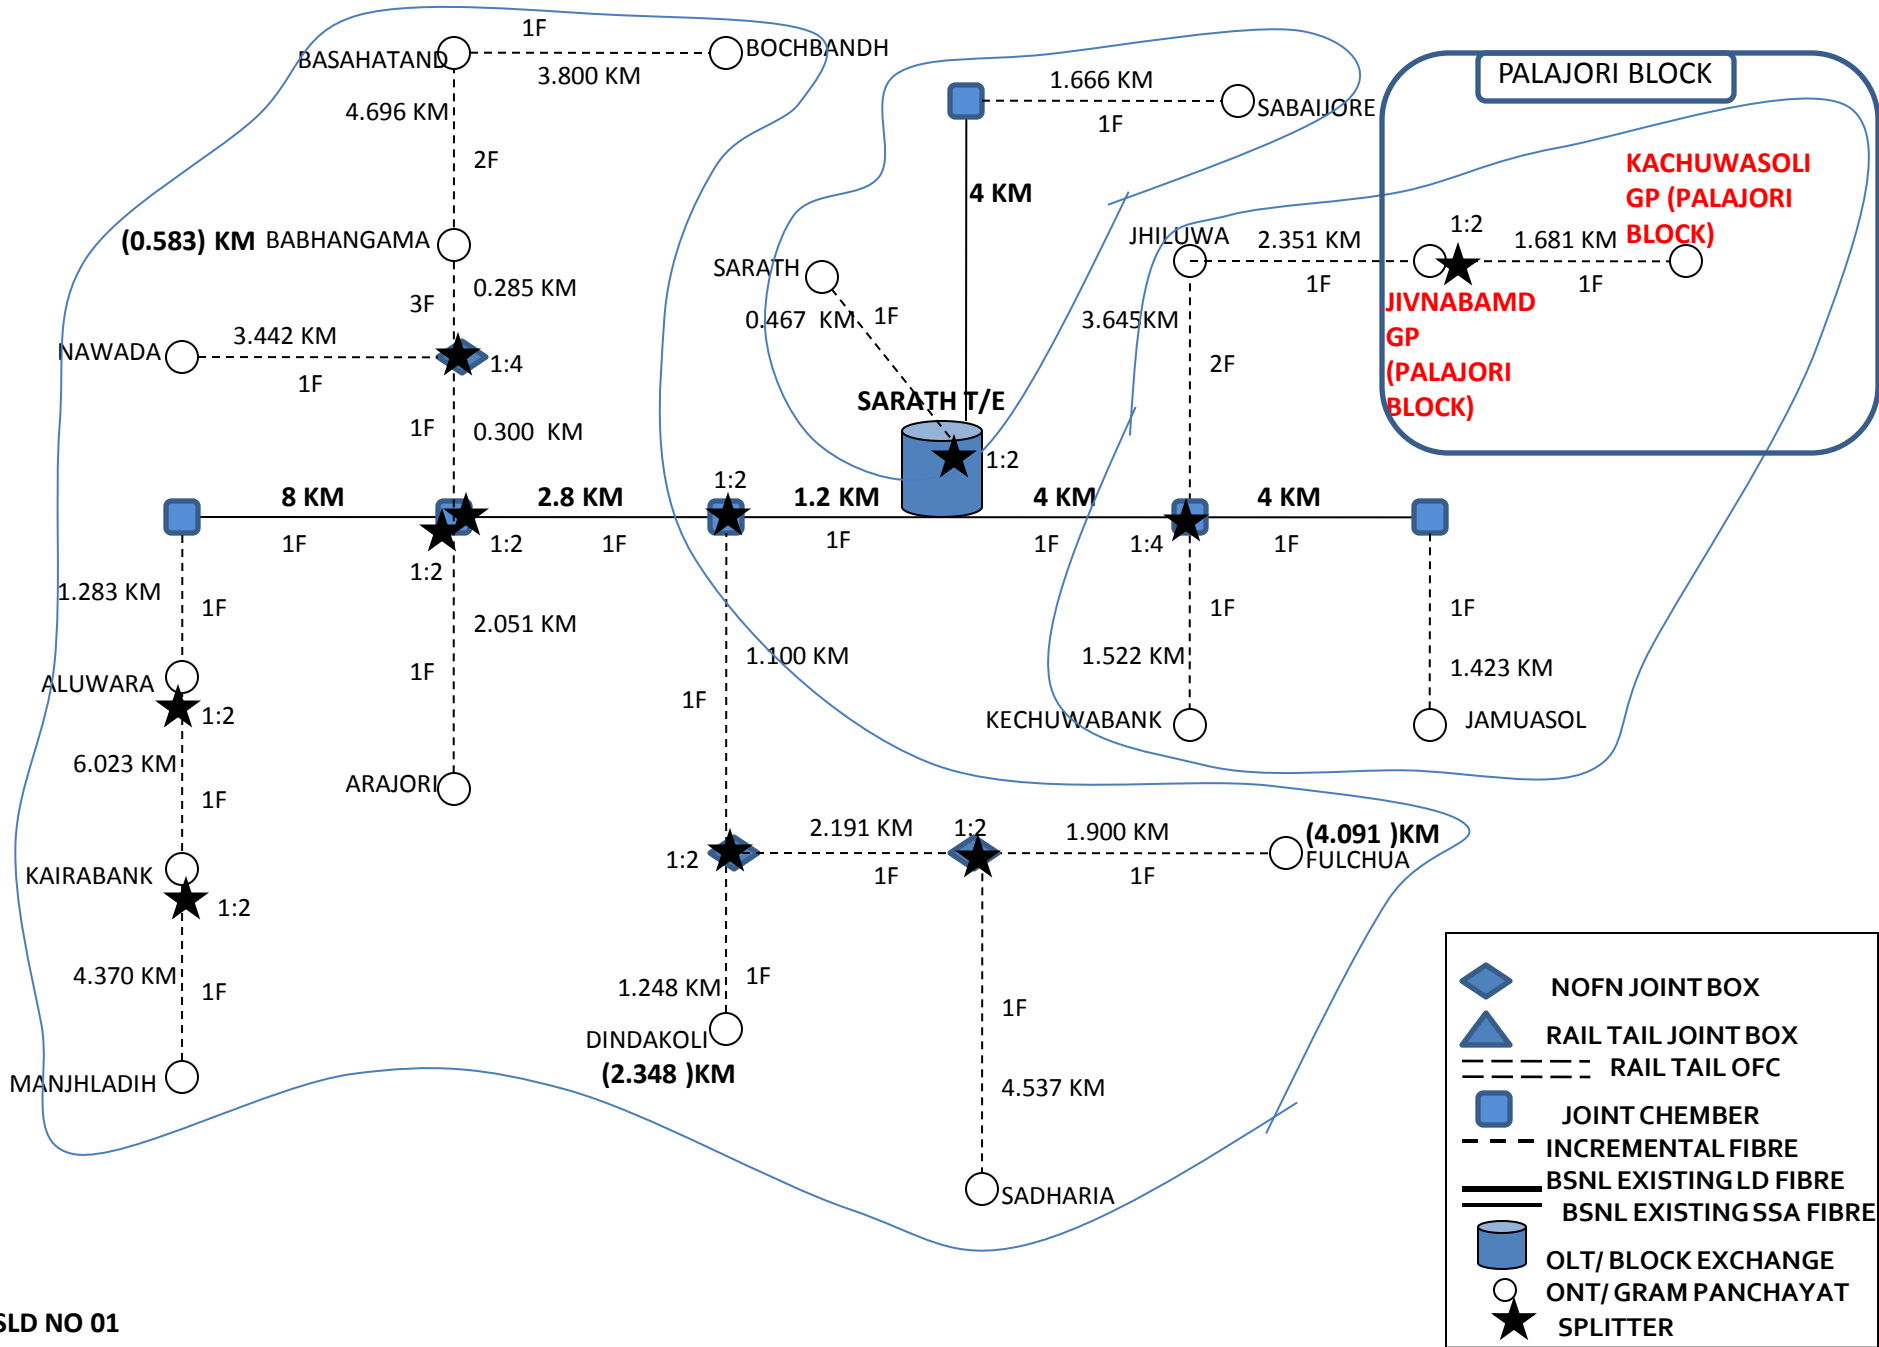 1F
BASAHATAND
BOCHBANDH
3.800 KM
4.696 KM
2F
(0.583) KM BABHANGAMA
0.285 KM
3F
3.442 KM
NAWADA
1:4
1F
1F
0.300 KM
1.666 KM
SABAIJORE
1F
4 KM
SARATH
0.467 KM
1F
SARATH T/E
1:2
PALAJORI BLOCK
KACHUWASOLI
GP (PALAJORI
BLOCK)
JHILUWA
2.351 KM
1F
1:2
1.681 KM
1F
JIVNABAMD
GP
(PALAJORI
BLOCK)
3.645KM
2F
8 KM
1F
2.8 KM
1:2
1F
1:2
1:2
1.2 KM
1F
4 KM
1F
1:4
4 KM
1F
1.283 KM
1F
2.051 KM
1F
1.100 KM
1F
1F
1.522 KM
KECHUWABANK
1F
1.423 KM
JAMUASOL
ALUWARA
1:2
6.023 KM
1F
ARAJORI
KAIRABANK
1:2
4.370 KM
1F
MANJHLADIH
1:2
2.191 KM
1F
1:2
1.900 KM
1F
(4.091 )KM
FULCHUA
1.248 KM
1F
DINDAKOLI
(2.348 )KM
1F
4.537 KM
SADHARIA
NOFN JOINT BOX
RAIL TAIL JOINT BOX
RAIL TAIL OFC
JOINT CHEMBER
INCREMENTAL FIBRE
BSNL EXISTING LD FIBRE
BSNL EXISTING SSA FIBRE
OLT/ BLOCK EXCHANGE
ONT/ GRAM PANCHAYAT
SPLITTER
SLD NO 01